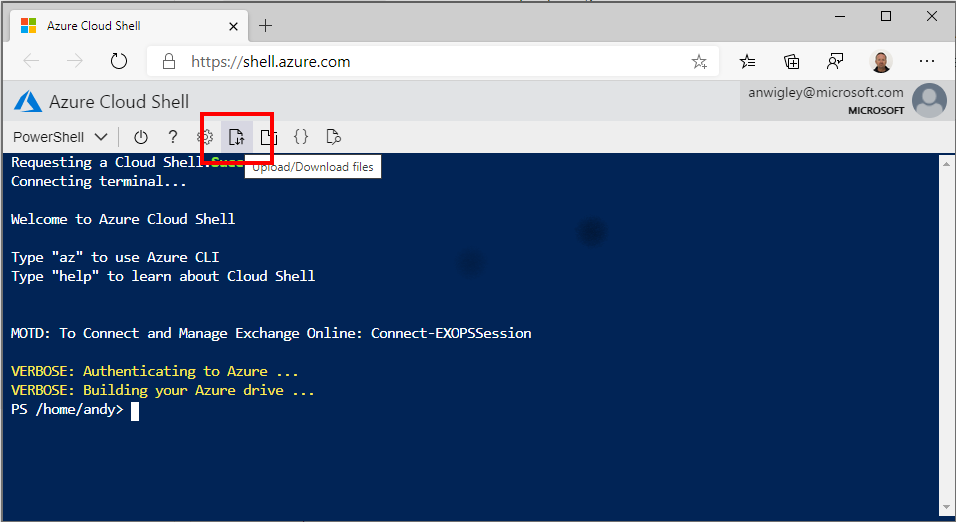 Azure Cloud Shell
https://shell.azure.com
Azure Cloud Shell
anwigley@microsoft.com
MICROSOFT
PowerShell
?
{}
Upload/Download files
Requesting a Cloud Shell.Succ
Connecting terminal...
Welcome to Azure Cloud Shell
Type "az" to use Azure CLI
Type "help" to learn about Cloud Shell
MOTD: To Connect and Manage Exchange Online: Connect-EXOPSSession
VERBOSE: Authenticating to Azure ...
VERBOSE: Building your Azure drive ...
PS /home/andy>